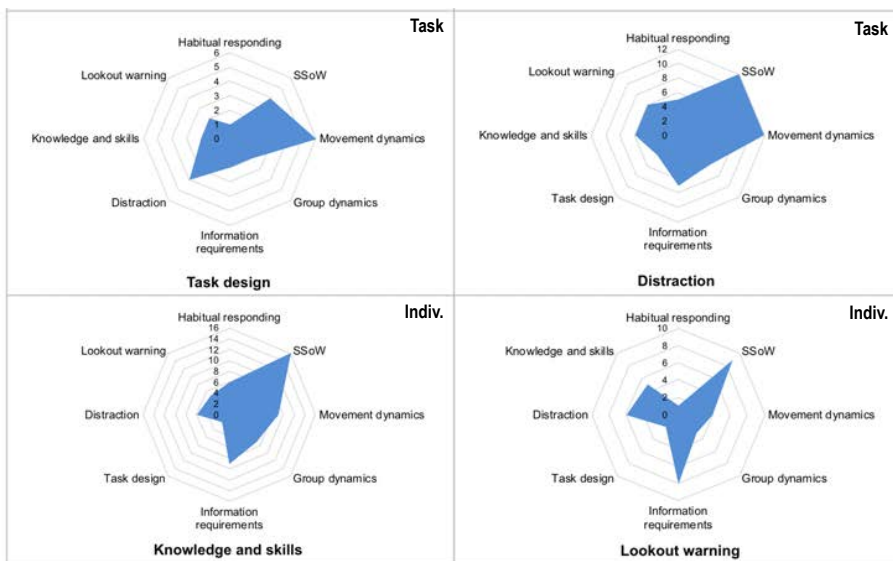 Task
Habitual responding
6
5
4
3
2
1
0
SSoW
Movement dynamics
Group dynamics
Information
requirements
Distraction
Knowledge and skills
Lookout warning
Task design
Task
Habitual responding
12
10
8
6
4
2
0
SSoW
Movement dynamics
Group dynamics
Information
requirements
Task design
Knowledge and skills
Lookout warning
Distraction
Indiv.
Habitual responding
16
14
12
10
8
6
4
2
0
SSoW
Movement dynamics
Group dynamics
Information
requirements
Task design
Distraction
Lookout warning
Knowledge and skills
Indiv.
Habitual responding
10
8
6
4
2
0
SSoW
Movement dynamics
Group dynamics
Information
requirements
Task design
Distraction
Knowledge and skills
Lookout warning